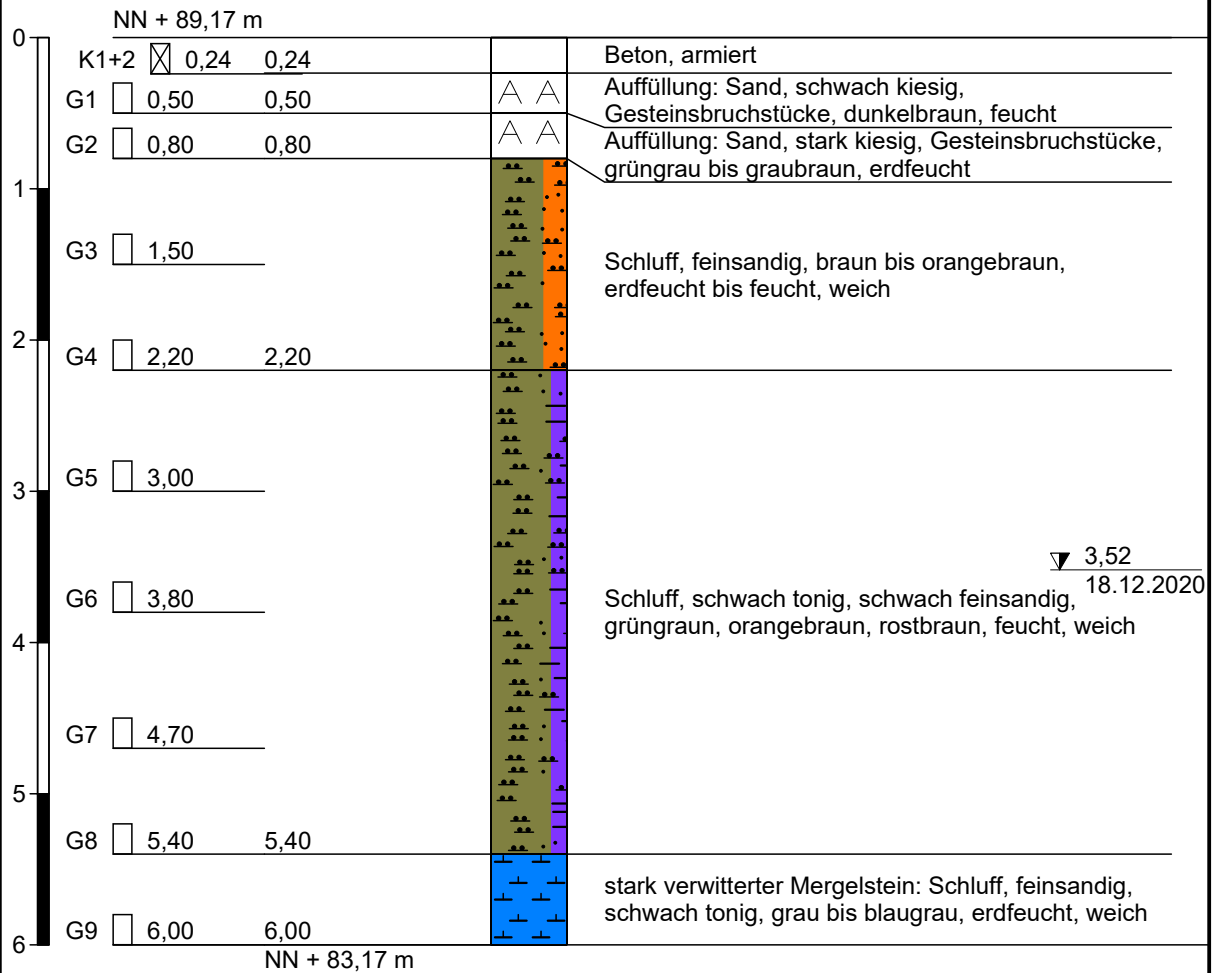 NN + 89,17 m
0
K1+2 0,24 0,24 Beton, armiert
G1 0,50 0,50 Auffüllung: Sand, schwach kiesig,
Gesteinsbruchstücke, dunkelbraun, feucht
G2 0,80 0,80 Auffüllung: Sand, stark kiesig, Gesteinsbruchstücke,
grüngrau bis graubraun, erdfeucht
1
G3 1,50 Schluff, feinsandig, braun bis orangebraun,
erdfeucht bis feucht, weich
2
G4 2,20 2,20
G5 3,00
3
3,52
18.12.2020
G6 3,80 Schluff, schwach tonig, schwach feinsandig,
grüngraun, orangebraun, rostbraun, feucht, weich
4
G7 4,70
5
G8 5,40 5,40
stark verwitterter Mergelstein: Schluff, feinsandig,
schwach tonig, grau bis blaugrau, erdfeucht, weich
G9 6,00 6,00
6
NN + 83,17 m